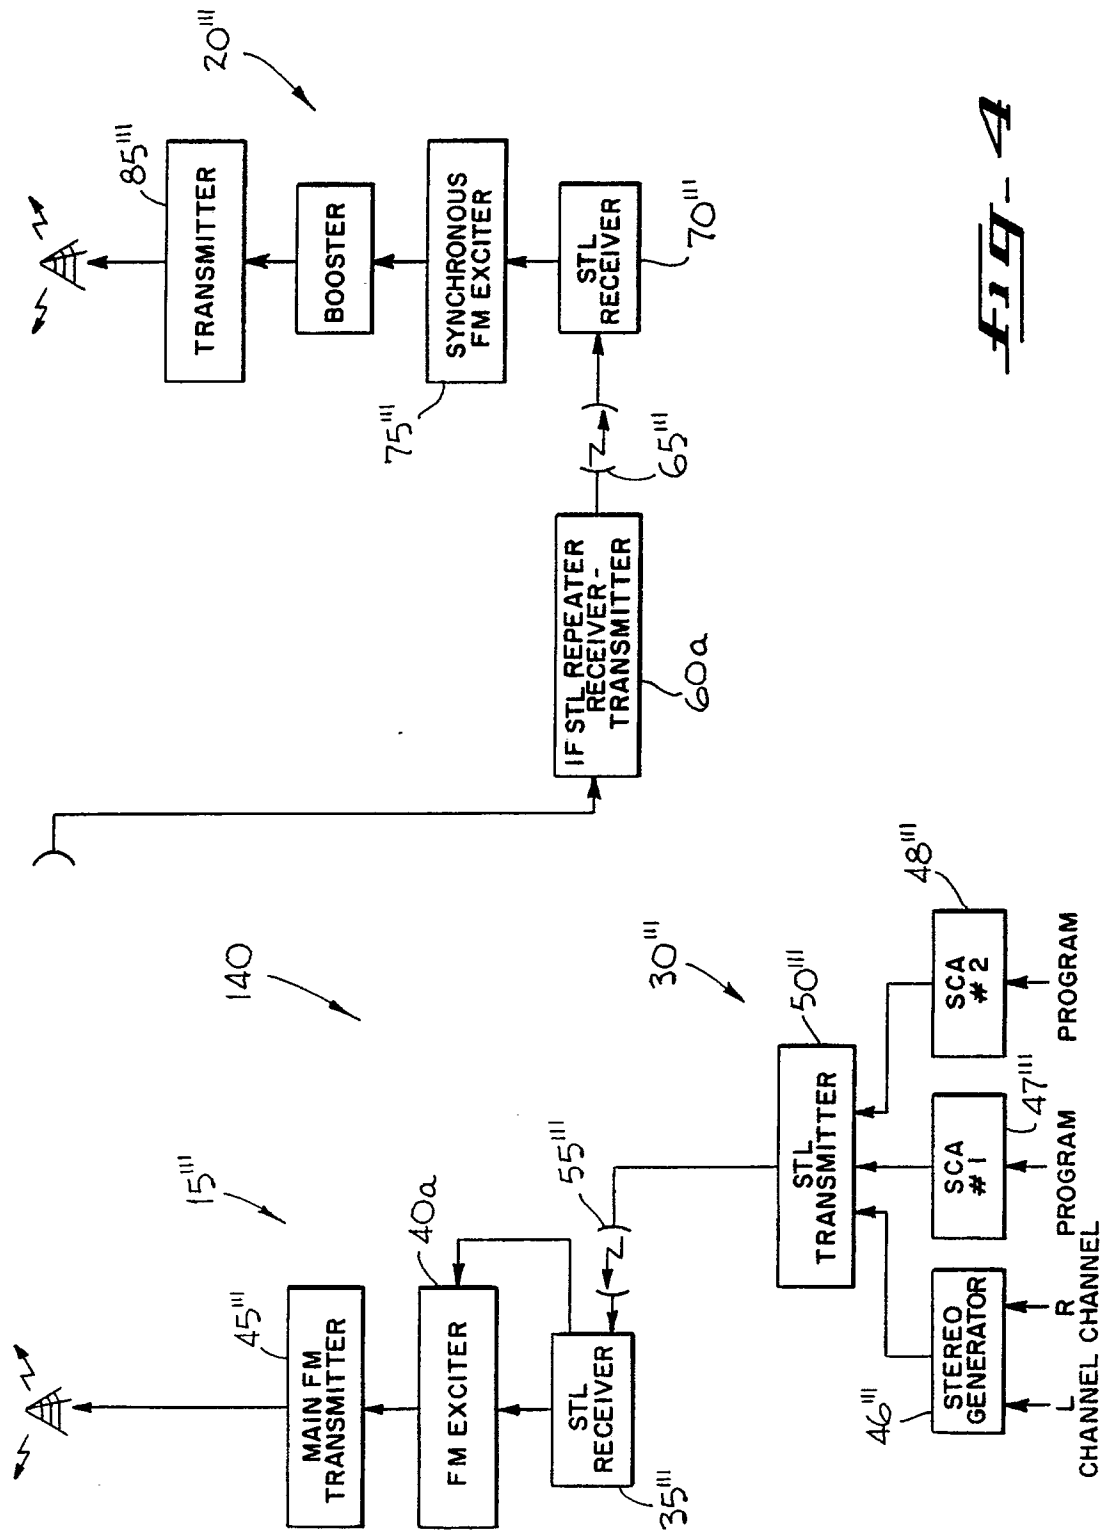 20'''
85'''
TRANSMITTER
BOOSTER
SYNCHRONOUS
FM EXCITER
75'''
STL
RECEIVER
70'''
65'''
IF STL REPEATER
RECEIVER-
TRANSMITTER
60a
140
15'''
45'''
MAIN FM
TRANSMITTER
40a
FM EXCITER
55'''
STL
RECEIVER
35'''
30'''
50'''
STL
TRANSMITTER
48'''
SCA
#2
PROGRAM
47'''
SCA
#1
PROGRAM
46'''
STEREO
GENERATOR
L R
CHANNEL CHANNEL
Fig-4